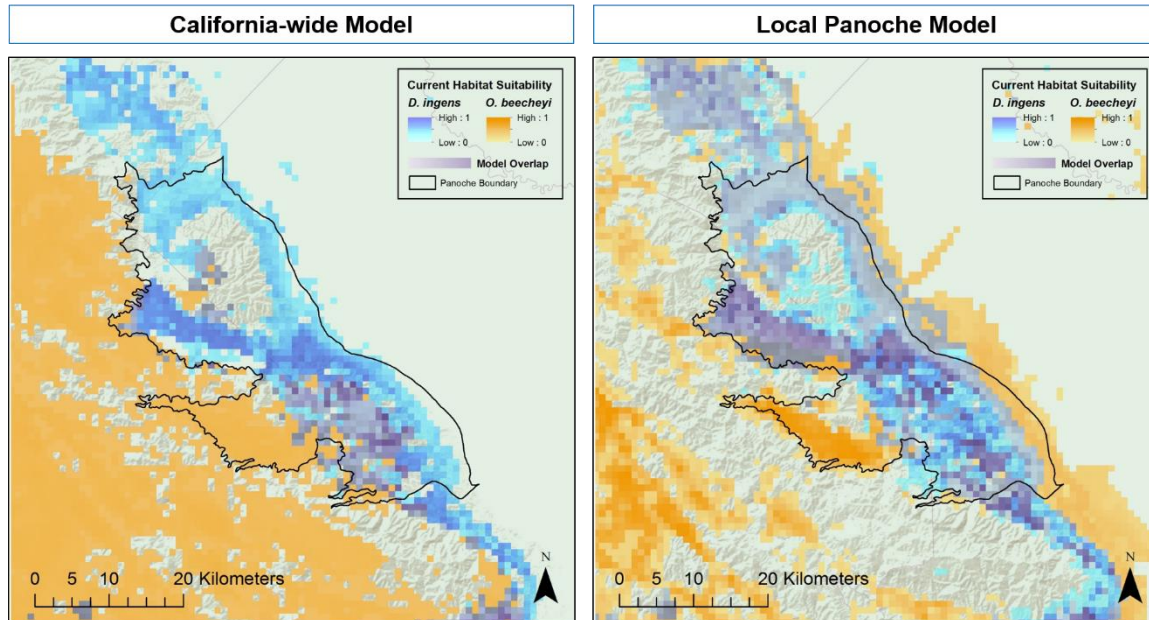 California-wide Model
Current Habitat Suitability
D. ingens O. beecheyi
High : 1 High : 1
Low : 0 Low : 0
Model Overlap
Panoche Boundary
N
0 5 10 20 Kilometers
Local Panoche Model
Current Habitat Suitability
D. ingens O. beecheyi
High : 1 High : 1
Low : 0 Low : 0
Model Overlap
Panoche Boundary
N
0 5 10 20 Kilometers